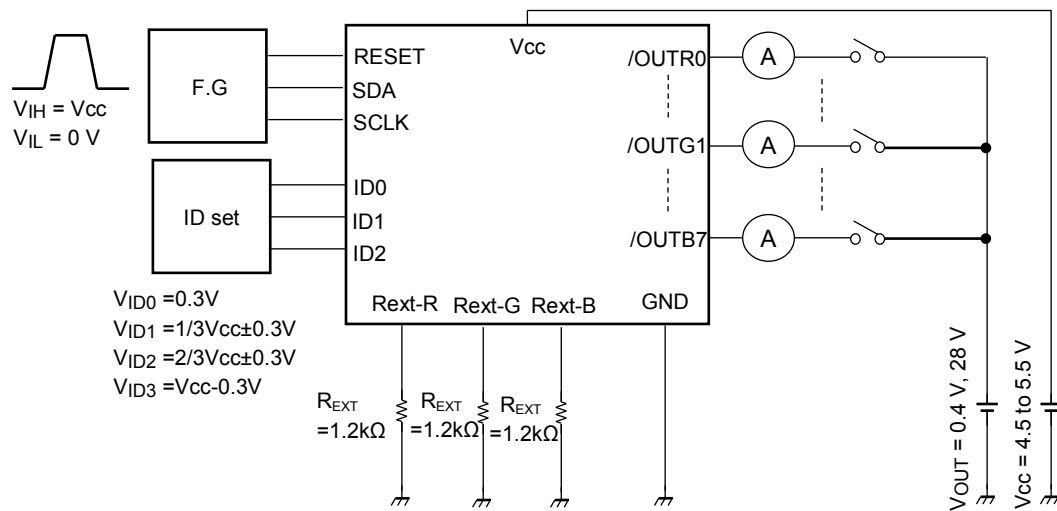 Vcc
RESET
SDA
SCLK
F.G
VIH = Vcc
VIL = 0 V
/OUTR0
A
/OUTG1
A
/OUTB7
A
ID set
ID0
ID1
ID2
VID0 =0.3V
VID1 =1/3Vcc±0.3V
VID2 =2/3Vcc±0.3V
VID3 =Vcc-0.3V
Rext-R
Rext-G
Rext-B
GND
REXT
=1.2kΩ
REXT
=1.2kΩ
REXT
=1.2kΩ
VOUT = 0.4 V, 28 V
Vcc = 4.5 to 5.5 V